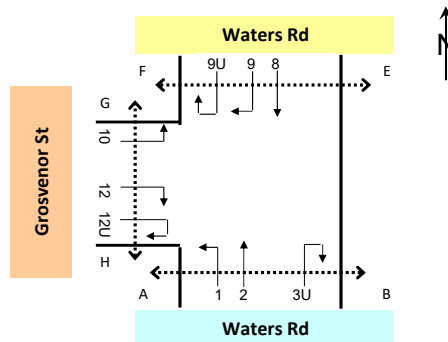 Waters Rd
N
F
9U
9
8
E
G
Grosvenor St
10
12
12U
H
A
1
2
3U
B
Waters Rd